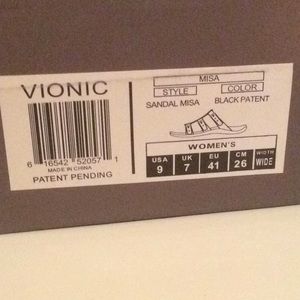 VIONIC
6 16542 52057 1
MADE IN CHINA
PATENT PENDING
MISA
STYLE COLOR
SANDAL MISA BLACK PATENT
WOMEN'S
USA UK EU CM WIDTH
9 7 41 26 WIDE